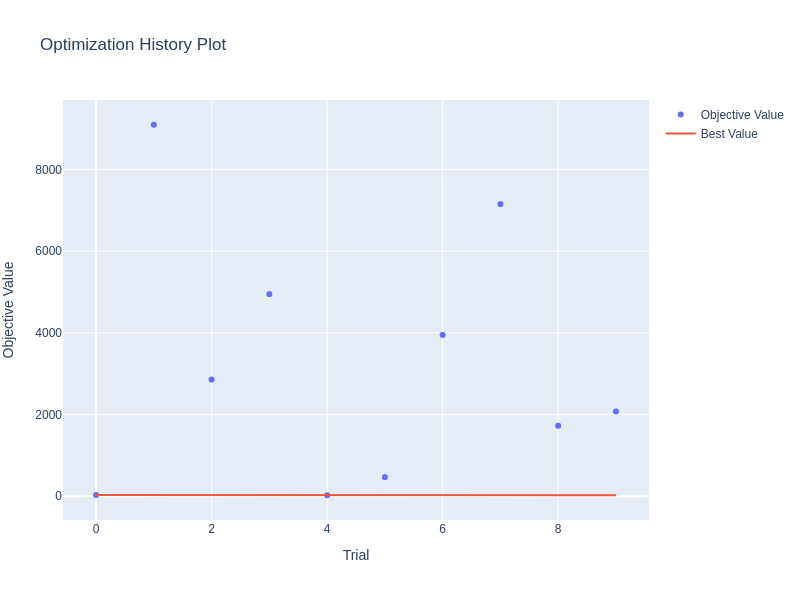 Optimization History Plot
Objective Value
Best Value
8000
6000
4000
2000
0
Objective Value
0 2 4 6 8
Trial